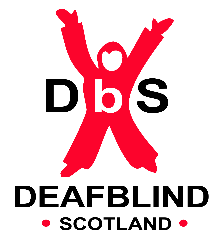 DbS
DEAFBLIND
• SCOTLAND •